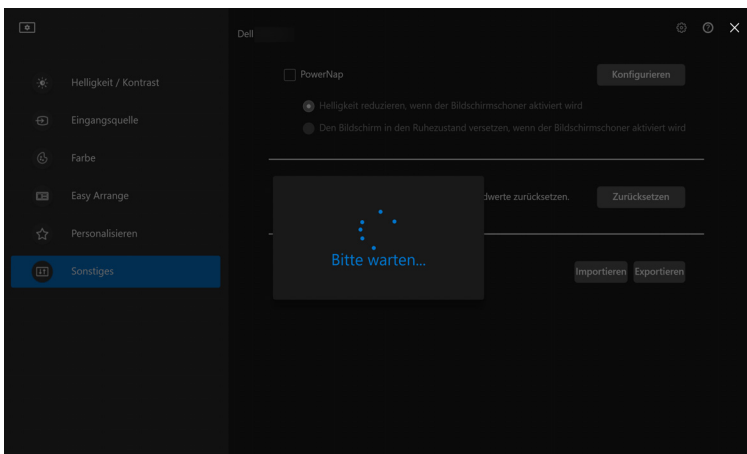 Dell
Helligkeit / Kontrast
Eingangsquelle
Farbe
Easy Arrange
Personalisieren
Sonstiges
PowerNap
Konfigurieren
Helligkeit reduzieren, wenn der Bildschirmschoner aktiviert wird
Den Bildschirm in den Ruhezustand versetzen, wenn der Bildschirmschoner aktiviert wird
zurücksetzen.
Zurücksetzen
Bitte warten...
Importieren
Exportieren